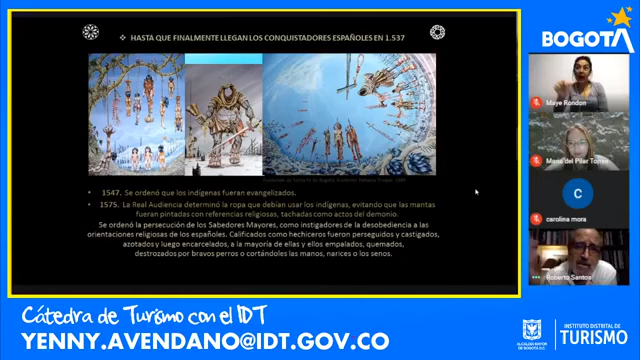 ❖ HASTA QUE FINALMENTE LLEGAN LOS CONQUISTADORES ESPAÑOLES EN 1.537
• 1547. Se ordenó que los indígenas fueran evangelizados.
• 1575. La Real Audiencia determinó la ropa que debían usar los indígenas, evitando que las mantas
fueran pintadas con referencias religiosas, tachadas como actos del demonio.
Se ordenó la persecución de los Sabedores Mayores, como instigadores de la desobediencia a las
orientaciones religiosas de los españoles. Calificados como hechiceros fueron perseguidos y castigados,
azotados y luego encarcelados, a la mayoría de ellas y ellos empalados, quemados,
destrozados por bravos perros o cortándoles las manos, narices o los senos.
BOGOTÁ
Maye Rondon
Maria del Pilar Torres
C
carolina mora
Roberto Santos
Cátedra de Turismo con el IDT
YENNY.AVENDANO@IDT.GOV.CO
ALCALDÍA MAYOR
DE BOGOTÁ D.C.
INSTITUTO DISTRITAL DE
TURISMO